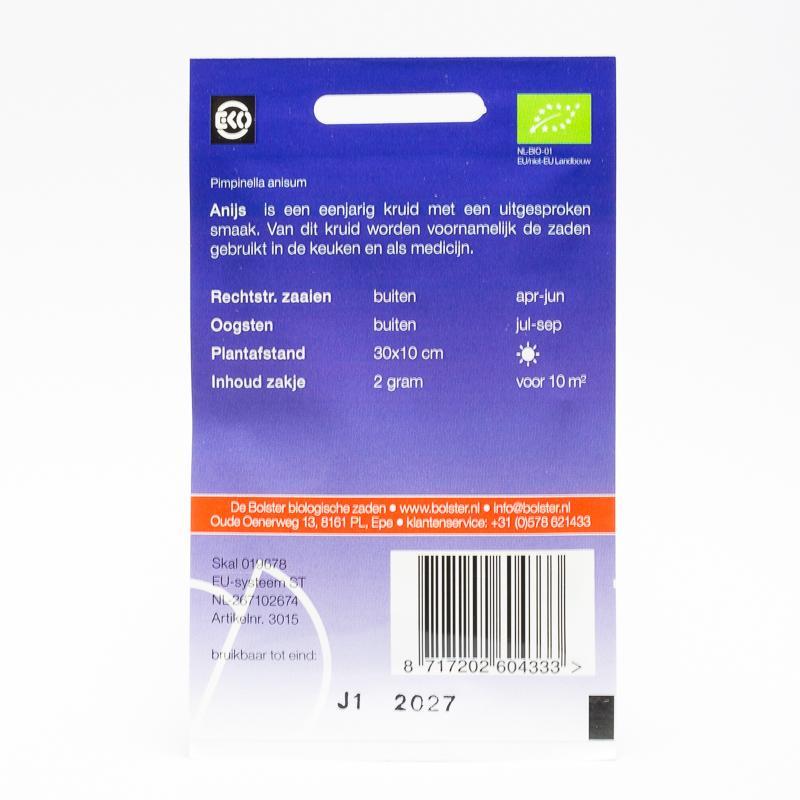 EKO
NL-BIO-01
EU/niet-EU Landbouw
Pimpinella anisum
Anijs is een eenjarig kruid met een uitgesproken
smaak. Van dit kruid worden voornamelijk de zaden
gebruikt in de keuken en als medicijn.
Rechtstr. zaaien buiten apr-jun
Oogsten buiten jul-sep
Plantafstand 30x10 cm
Inhoud zakje 2 gram voor 10 m²
De Bolster biologische zaden • www.bolster.nl • info@bolster.nl
Oude Oenerweg 13, 8161 PL, Epe • klantenservice: +31 (0)578 621433
Skal 019678
EU-systeem ST
NL-267102674
Artikelnr. 3015
bruikbaar tot eind:
8 717202 604333 >
J1 2027